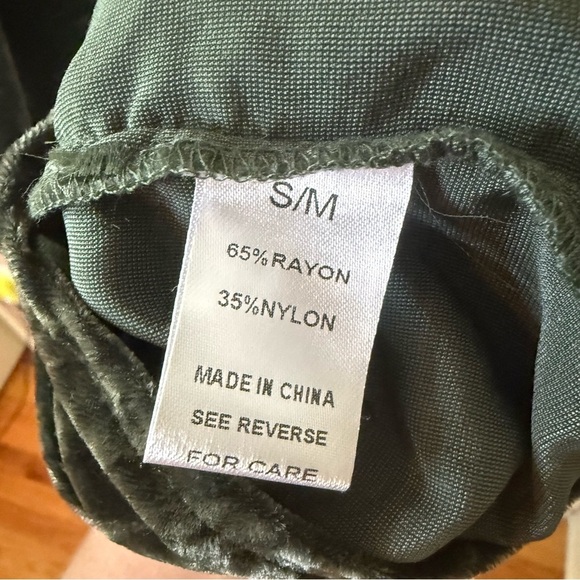 S/M
65%RAYON
35%NYLON
MADE IN CHINA
SEE REVERSE
FOR CARE